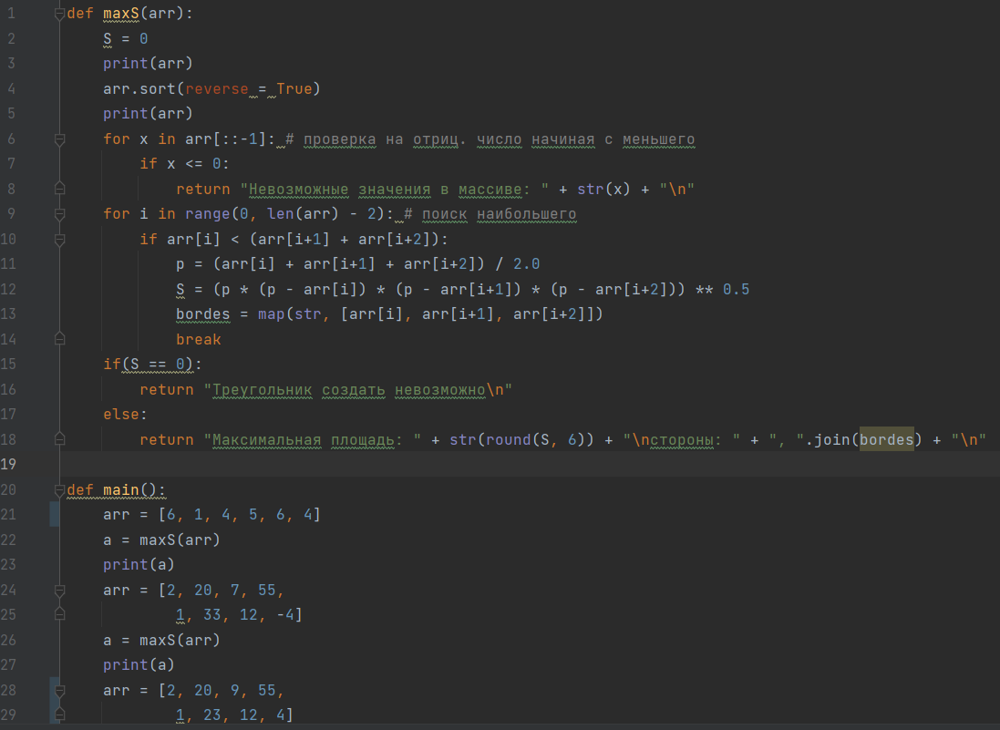 1 def maxS(arr):
2 S = 0
3 print(arr)
4 arr.sort(reverse = True)
5 print(arr)
6 for x in arr[::-1]: # проверка на отриц. число начиная с меньшего
7 if x <= 0:
8 return "Невозможные значения в массиве: " + str(x) + "\n"
9 for i in range(0, len(arr) - 2): # поиск наибольшего
10 if arr[i] < (arr[i+1] + arr[i+2]):
11 p = (arr[i] + arr[i+1] + arr[i+2]) / 2.0
12 S = (p * (p - arr[i]) * (p - arr[i+1]) * (p - arr[i+2])) ** 0.5
13 bordes = map(str, [arr[i], arr[i+1], arr[i+2]])
14 break
15 if(S == 0):
16 return "Треугольник создать невозможно\n"
17 else:
18 return "Максимальная площадь: " + str(round(S, 6)) + "\nстороны: " + ", ".join(bordes) + "\n"
19
20 def main():
21 arr = [6, 1, 4, 5, 6, 4]
22 a = maxS(arr)
23 print(a)
24 arr = [2, 20, 7, 55,
25 1, 33, 12, -4]
26 a = maxS(arr)
27 print(a)
28 arr = [2, 20, 9, 55,
29 1, 23, 12, 4]